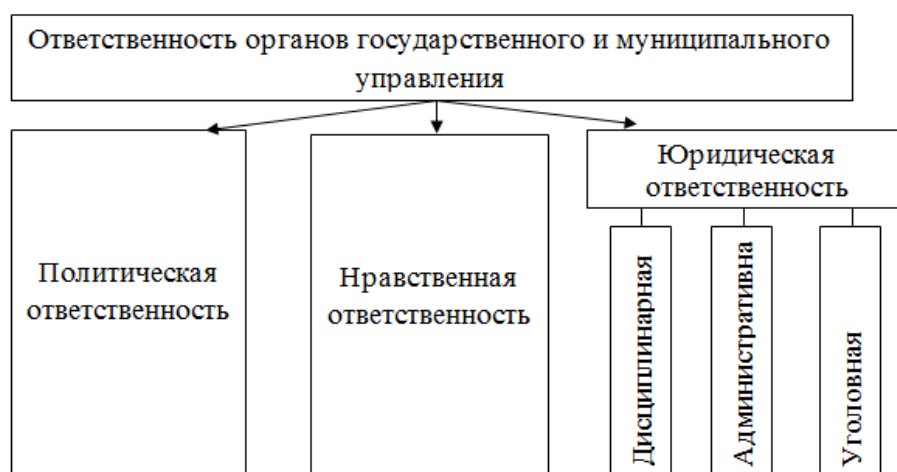 Ответственность органов государственного и муниципального
управления
Политическая
ответственность
Нравственная
ответственность
Юридическая
ответственность
Дисциплинарная
Административна
Уголовная